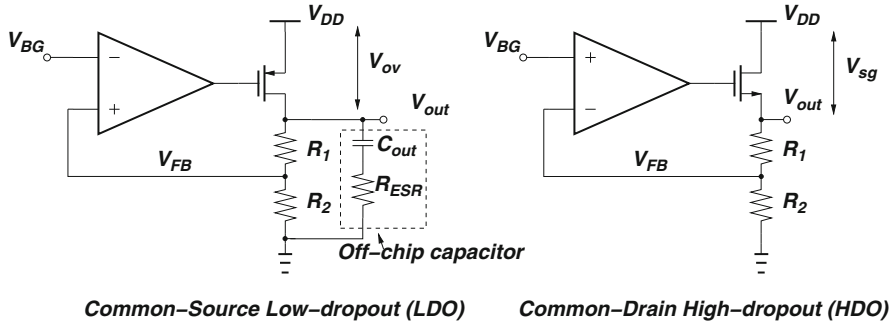 V_DD
V_BG
−
+
V_ov
V_out
R_1
C_out
V_FB
R_ESR
R_2
Off−chip capacitor
Common−Source Low−dropout (LDO)
V_DD
V_BG
+
−
V_sg
V_out
R_1
V_FB
R_2
Common−Drain High−dropout (HDO)